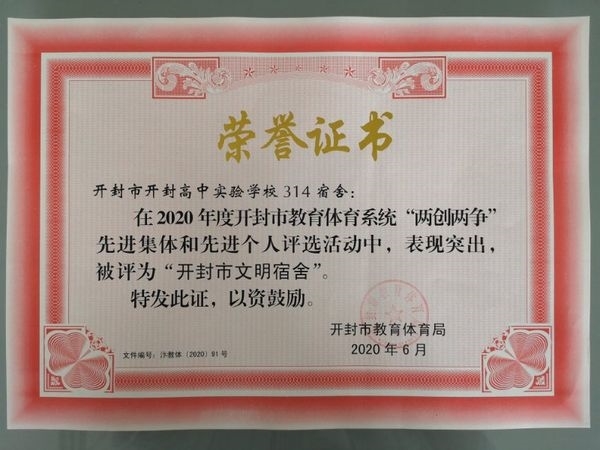 荣誉证书
开封市开封高中实验学校314宿舍：
在2020年度开封市教育体育系统“两创两争”
先进集体和先进个人评选活动中，表现突出，
被评为“开封市文明宿舍”。
特发此证，以资鼓励。
开封市教育体育局
2020年6月
文件编号：汴教体（2020）91号